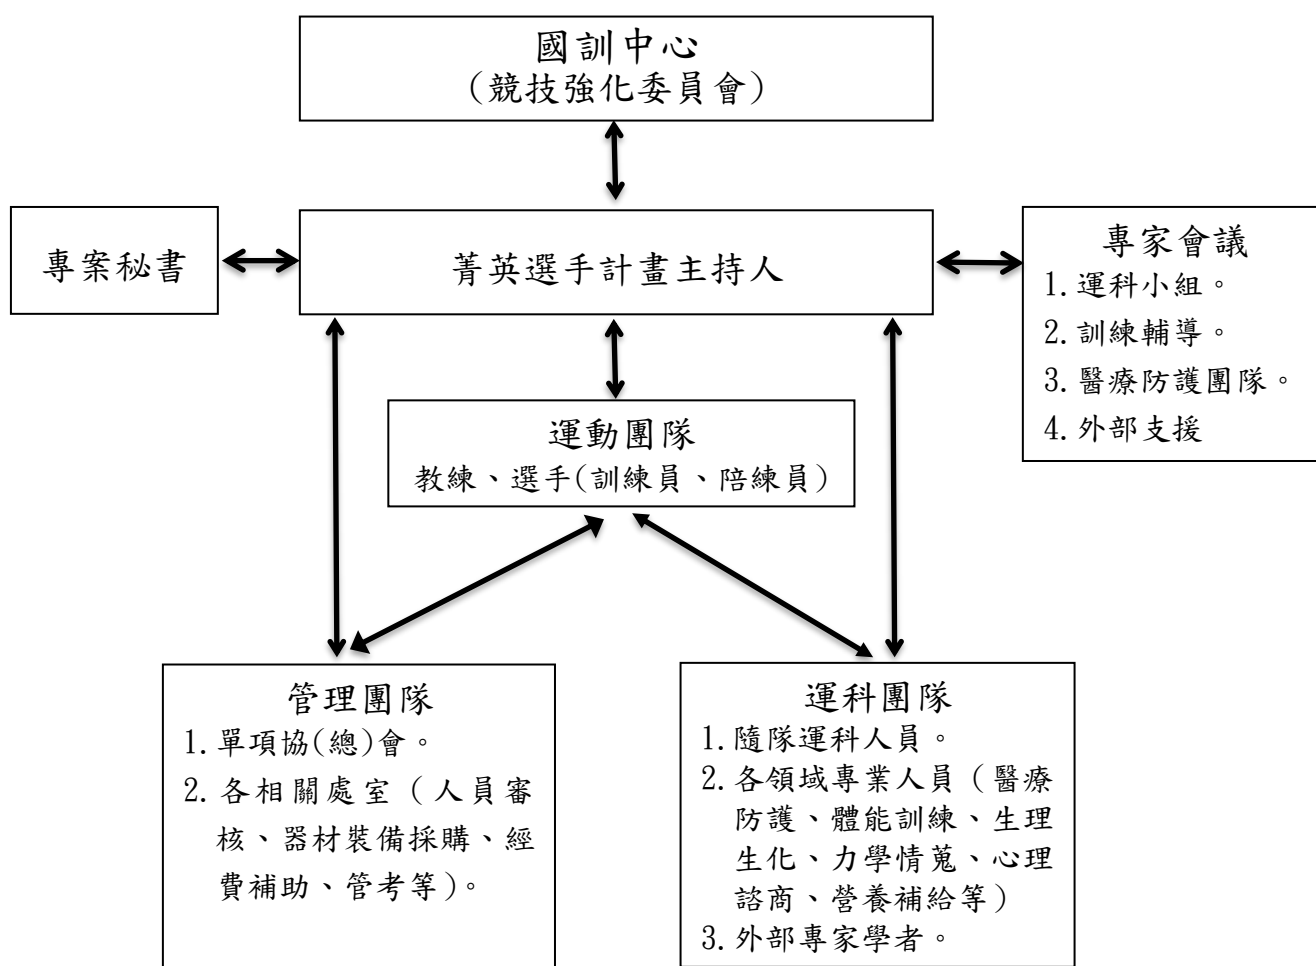 國訓中心
(競技強化委員會)
專案秘書
菁英選手計畫主持人
專家會議
1. 運科小組。
2. 訓練輔導。
3. 醫療防護團隊。
4. 外部支援
運動團隊
教練、選手(訓練員、陪練員)
管理團隊
1. 單項協(總)會。
2. 各相關處室（人員審
核、器材裝備採購、經
費補助、管考等)。
運科團隊
1. 隨隊運科人員。
2. 各領域專業人員（醫療
防護、體能訓練、生理
生化、力學情蒐、心理
諮商、營養補給等）
3. 外部專家學者。